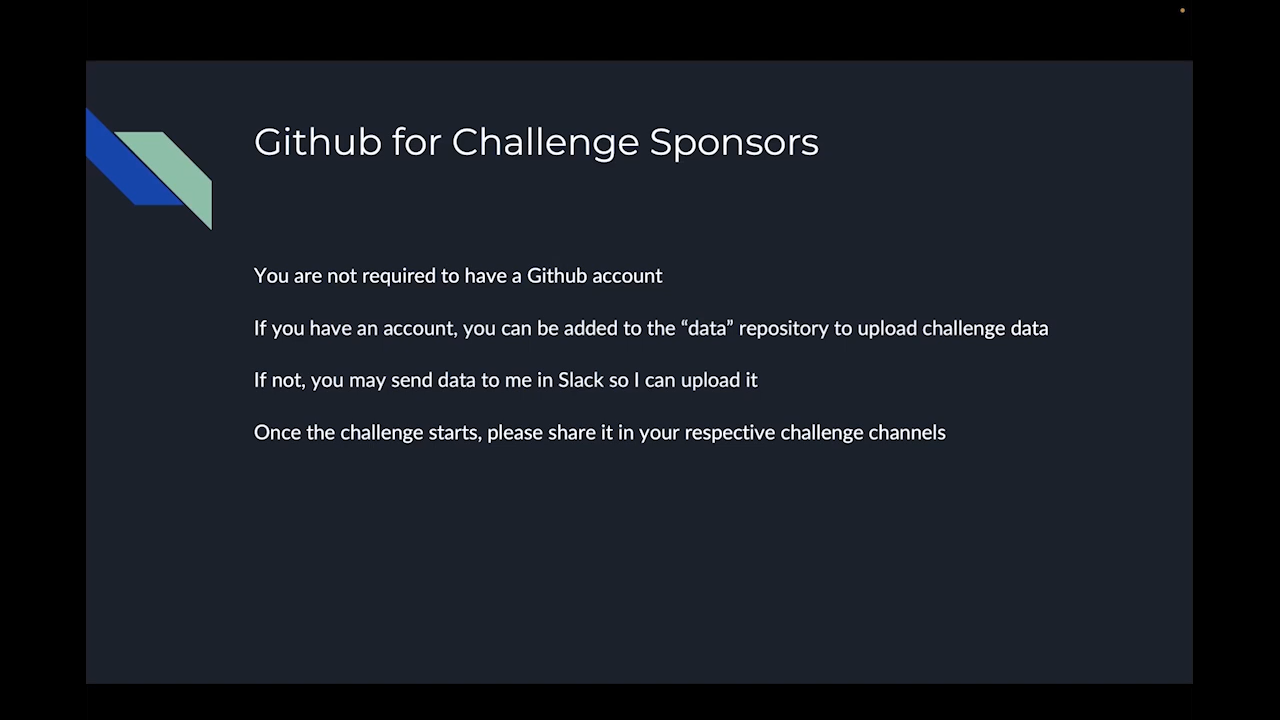 Github for Challenge Sponsors
You are not required to have a Github account
If you have an account, you can be added to the “data” repository to upload challenge data
If not, you may send data to me in Slack so I can upload it
Once the challenge starts, please share it in your respective challenge channels